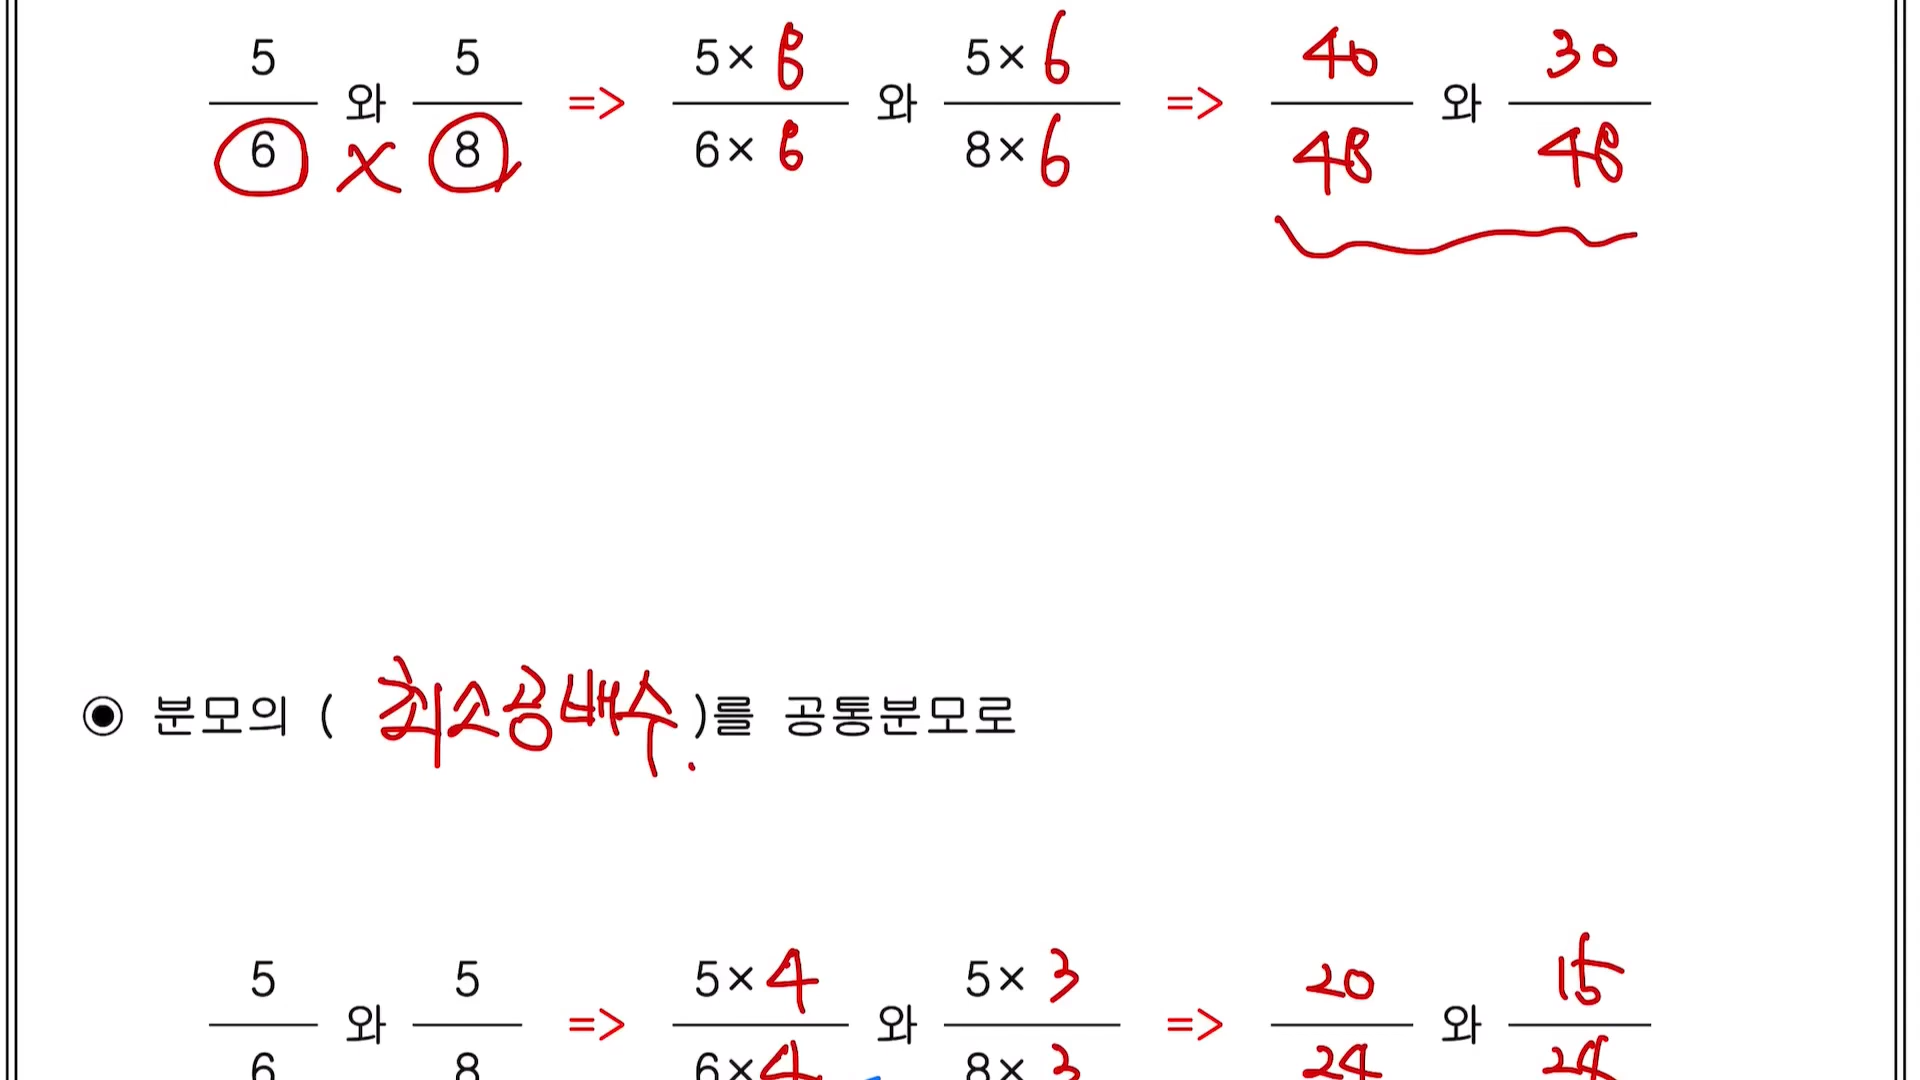 5 5 5× 8 5× 6 40 30
와 => 와 => 와
6 × 8 6× 8 8× 6 48 48
◉ 분모의 ( 최소공배수 )를 공통분모로
5 5 5× 4 5× 3 20 15
와 => 와 => 와
6 8 6× 4 8× 3 24 24